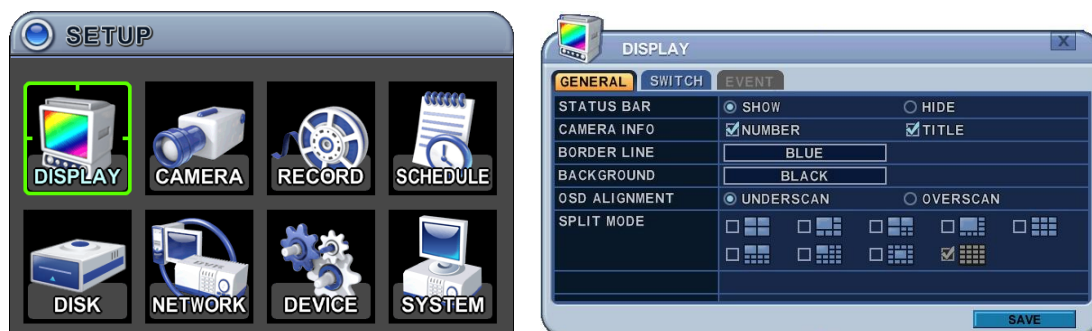 SETUP
DISPLAY CAMERA RECORD SCHEDULE
DISK NETWORK DEVICE SYSTEM
DISPLAY X
GENERAL SWITCH EVENT
STATUS BAR SHOW HIDE
CAMERA INFO NUMBER TITLE
BORDER LINE BLUE
BACKGROUND BLACK
OSD ALIGNMENT UNDERSCAN OVERSCAN
SPLIT MODE
SAVE